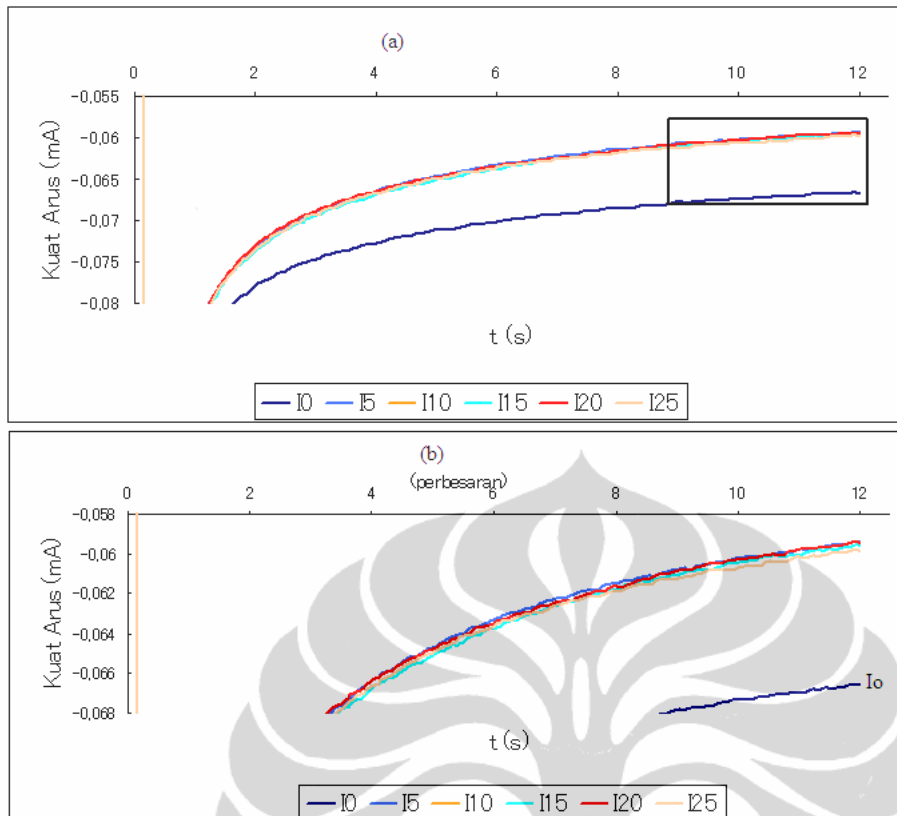 (a)
0 2 4 6 8 10 12
-0,055
-0,06
-0,065
-0,07
-0,075
-0,08
Kuat Arus (mA)
t (s)
I0 I5 I10 I15 I20 I25
(b)
(perbesaran)
0 2 4 6 8 10 12
-0,058
-0,06
-0,062
-0,064
-0,066
-0,068
Kuat Arus (mA)
Io
t (s)
I0 I5 I10 I15 I20 I25